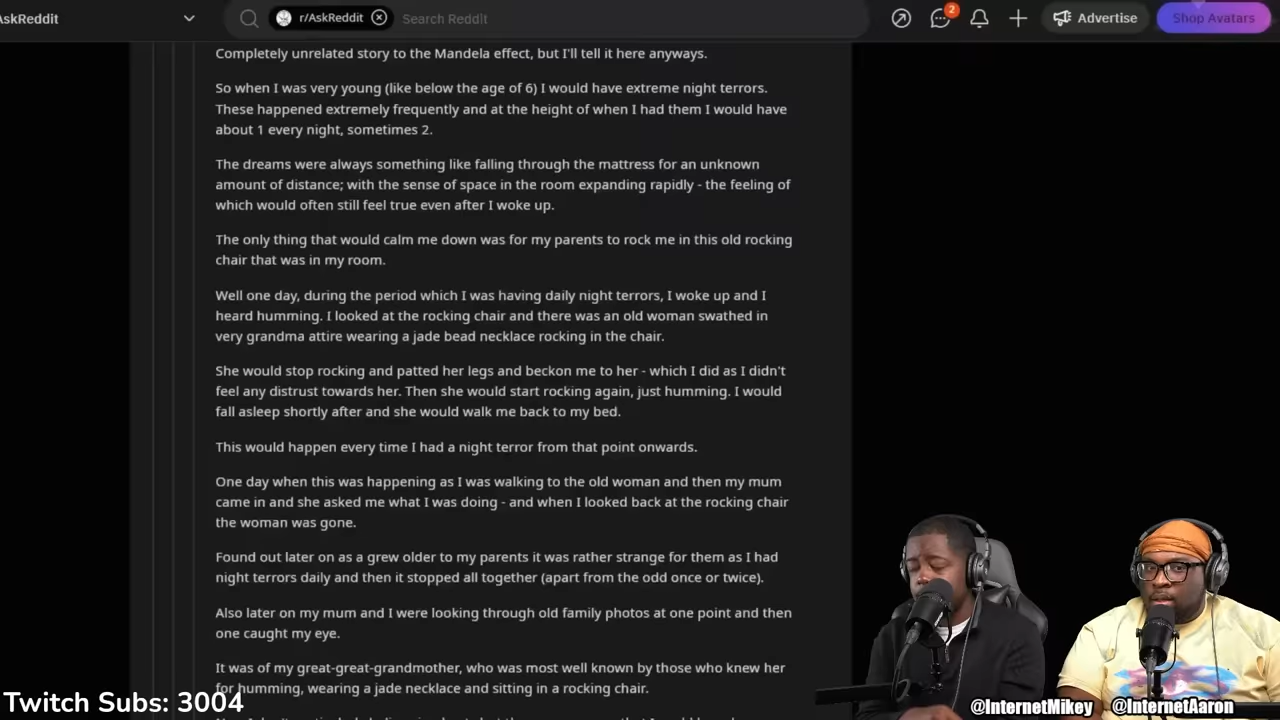 AskReddit
r/AskReddit
Search Reddit
2
Advertise
Shop Avatars
Completely unrelated story to the Mandela effect, but I'll tell it here anyways.
So when I was very young (like below the age of 6) I would have extreme night terrors.
These happened extremely frequently and at the height of when I had them I would have
about 1 every night, sometimes 2.
The dreams were always something like falling through the mattress for an unknown
amount of distance; with the sense of space in the room expanding rapidly - the feeling of
which would often still feel true even after I woke up.
The only thing that would calm me down was for my parents to rock me in this old rocking
chair that was in my room.
Well one day, during the period which I was having daily night terrors, I woke up and I
heard humming. I looked at the rocking chair and there was an old woman swathed in
very grandma attire wearing a jade bead necklace rocking in the chair.
She would stop rocking and patted her legs and beckon me to her - which I did as I didn't
feel any distrust towards her. Then she would start rocking again, just humming. I would
fall asleep shortly after and she would walk me back to my bed.
This would happen every time I had a night terror from that point onwards.
One day when this was happening as I was walking to the old woman and then my mum
came in and she asked me what I was doing - and when I looked back at the rocking chair
the woman was gone.
Found out later on as a grew older to my parents it was rather strange for them as I had
night terrors daily and then it stopped all together (apart from the odd once or twice).
Also later on my mum and I were looking through old family photos at one point and then
one caught my eye.
It was of my great-great-grandmother, who was most well known by those who knew her
for humming, wearing a jade necklace and sitting in a rocking chair.
Twitch Subs: 3004
@InternetMikey
@InternetAaron